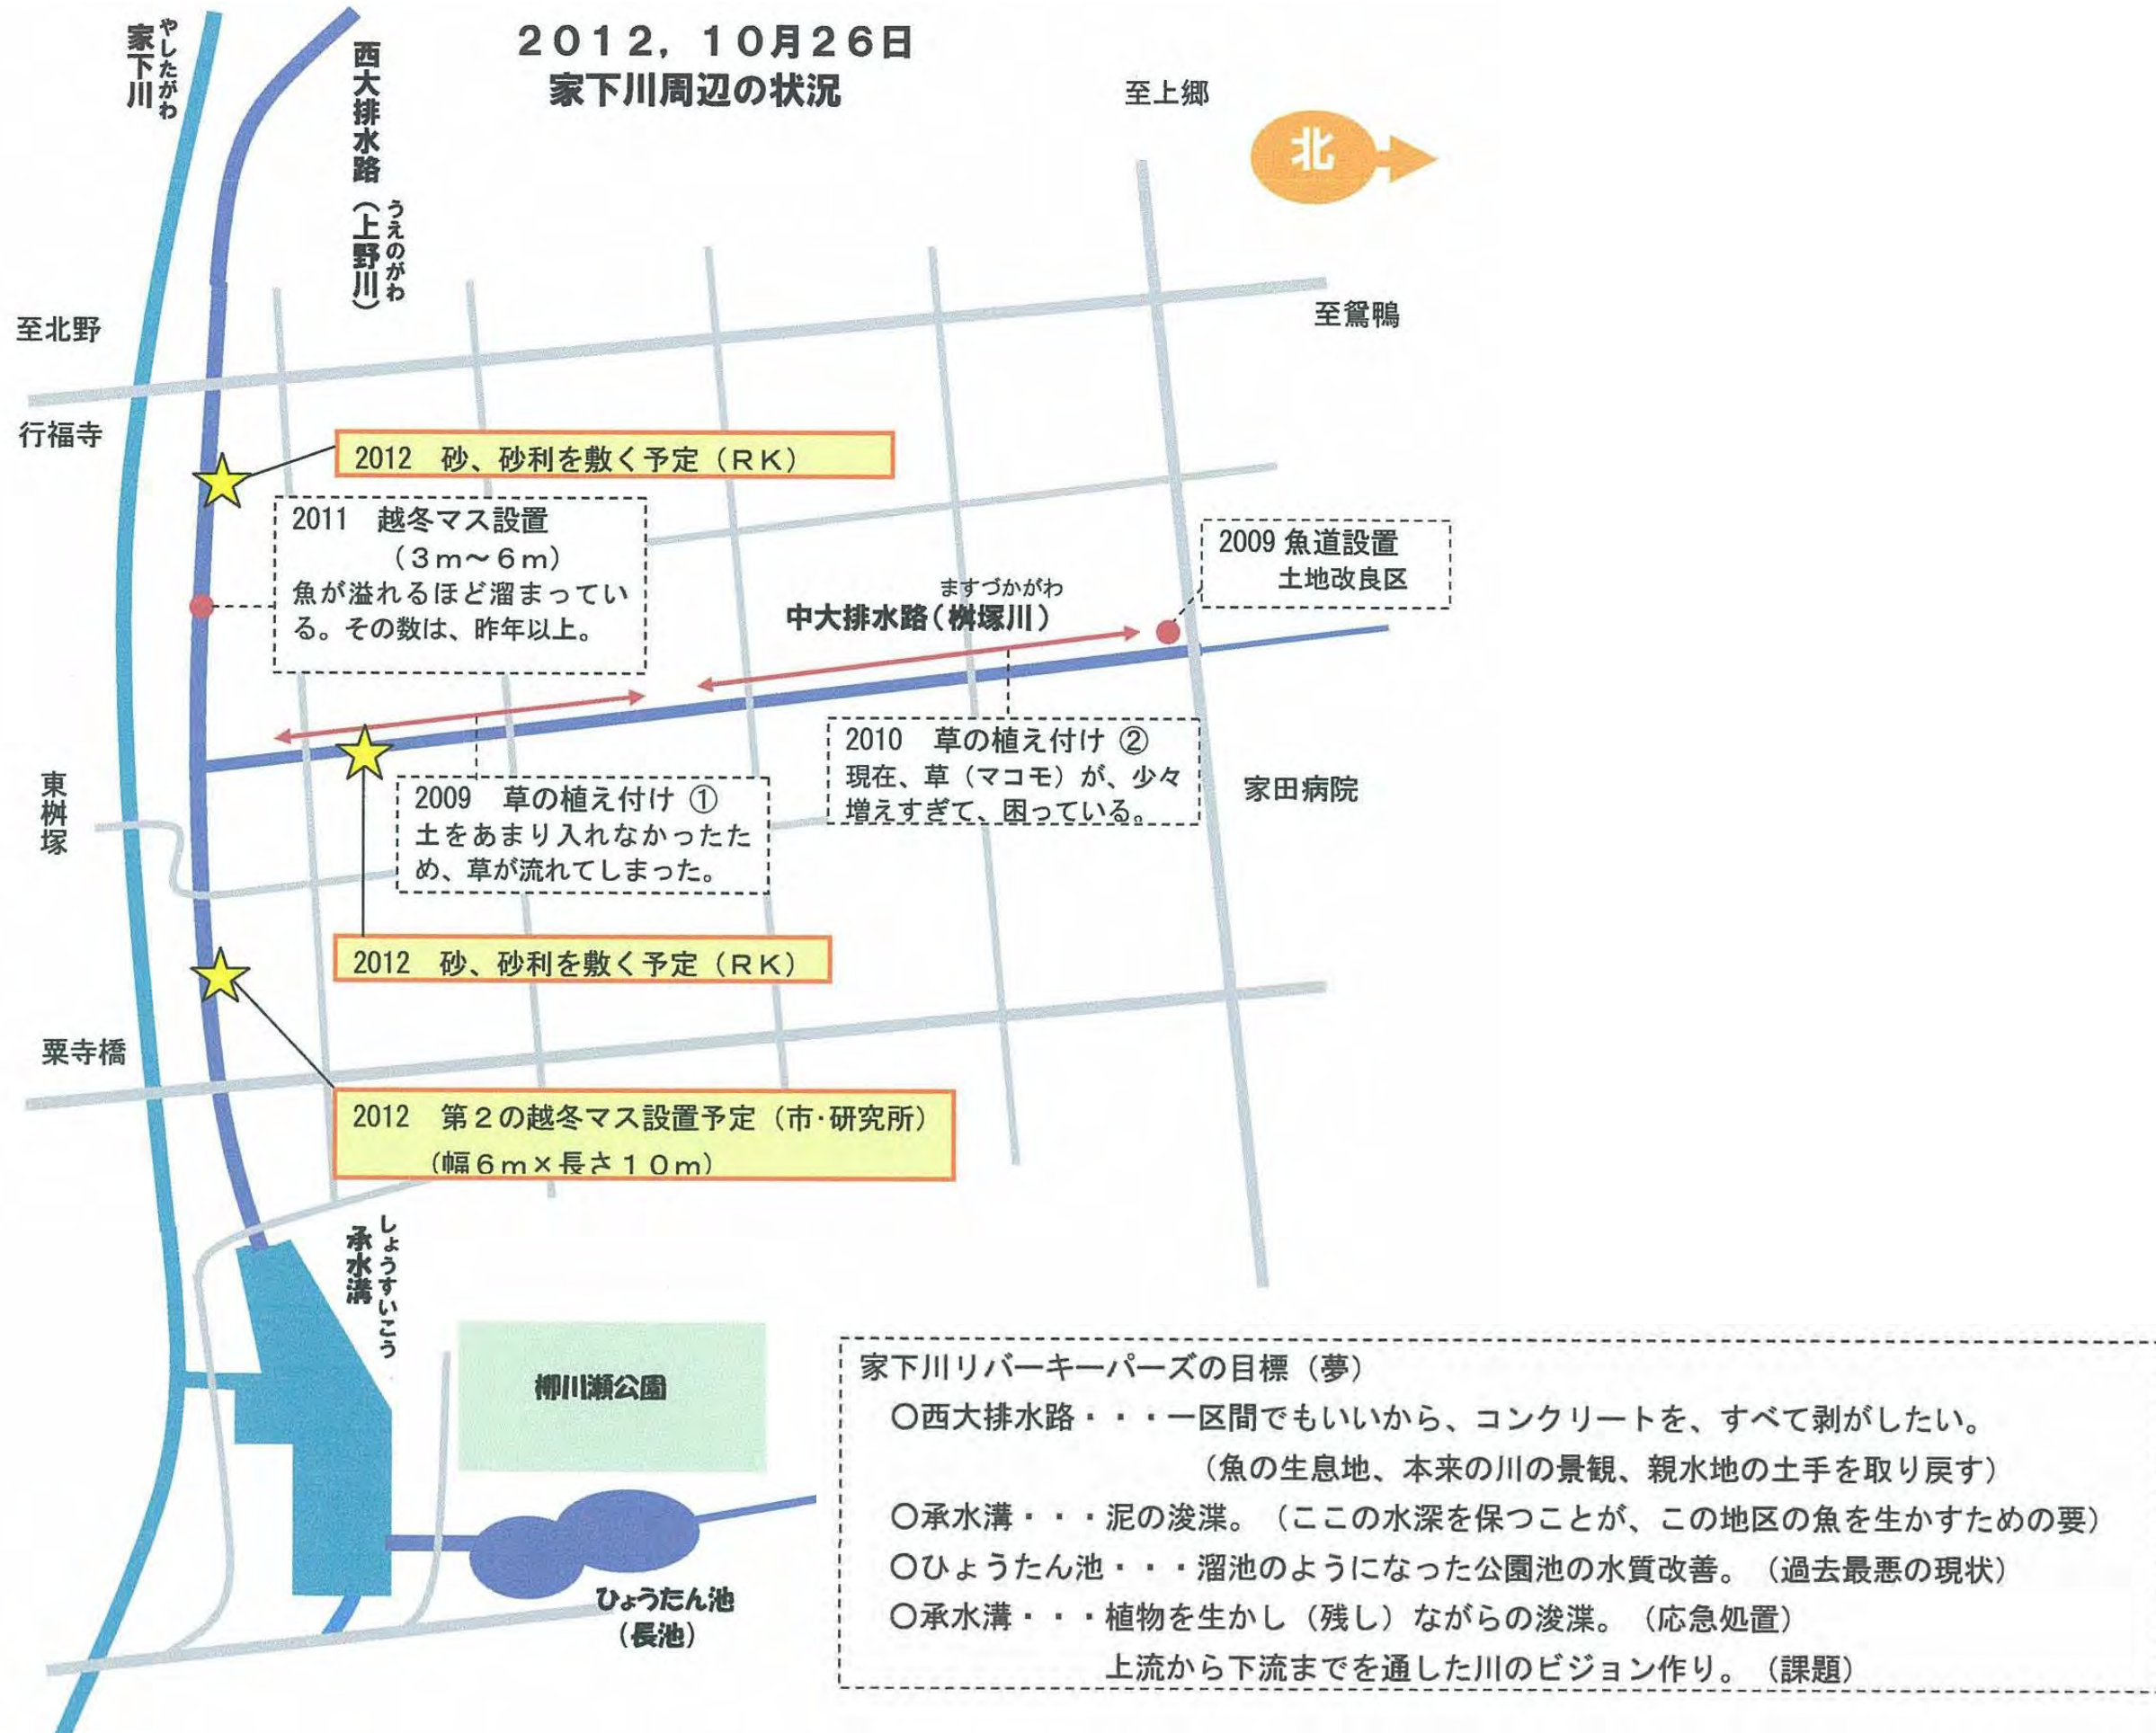 ２０１２，１０月２６日
家下川周辺の状況
やしたがわ
家下川
西大排水路（上野川）
うえのがわ
至上郷
北
至北野
至鴛鴨
行福寺
2012　砂、砂利を敷く予定（ＲＫ）
2011　越冬マス設置
（３ｍ～６ｍ）
魚が溢れるほど溜まってい
る。その数は、昨年以上。
2009 魚道設置
土地改良区
ますづかがわ
中大排水路（桝塚川）
2010　草の植え付け ②
現在、草（マコモ）が、少々
増えすぎて、困っている。
家田病院
東桝塚
2009　草の植え付け ①
土をあまり入れなかったた
め、草が流れてしまった。
2012　砂、砂利を敷く予定（ＲＫ）
粟寺橋
2012　第２の越冬マス設置予定（市･研究所）
（幅６ｍ×長さ１０ｍ）
しょうすいこう
承水溝
柳川瀬公園
ひょうたん池
（長池）
家下川リバーキーパーズの目標（夢）
〇西大排水路・・・一区間でもいいから、コンクリートを、すべて剥がしたい。
（魚の生息地、本来の川の景観、親水地の土手を取り戻す）
〇承水溝・・・泥の浚渫。（ここの水深を保つことが、この地区の魚を生かすための要）
〇ひょうたん池・・・溜池のようになった公園池の水質改善。（過去最悪の現状）
〇承水溝・・・植物を生かし（残し）ながらの浚渫。（応急処置）
上流から下流までを通した川のビジョン作り。（課題）